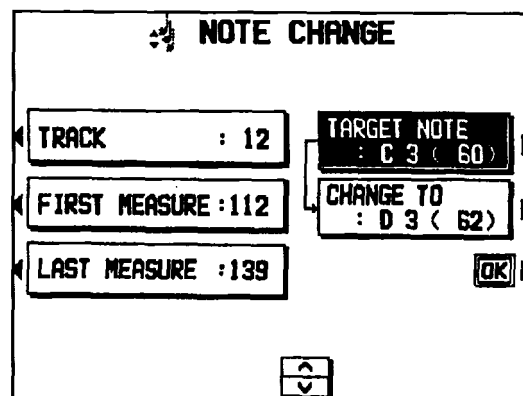 NOTE CHANGE
TRACK : 12
FIRST MEASURE :112
LAST MEASURE :139
TARGET NOTE
: C 3 ( 60)
CHANGE TO
: D 3 ( 62)
OK